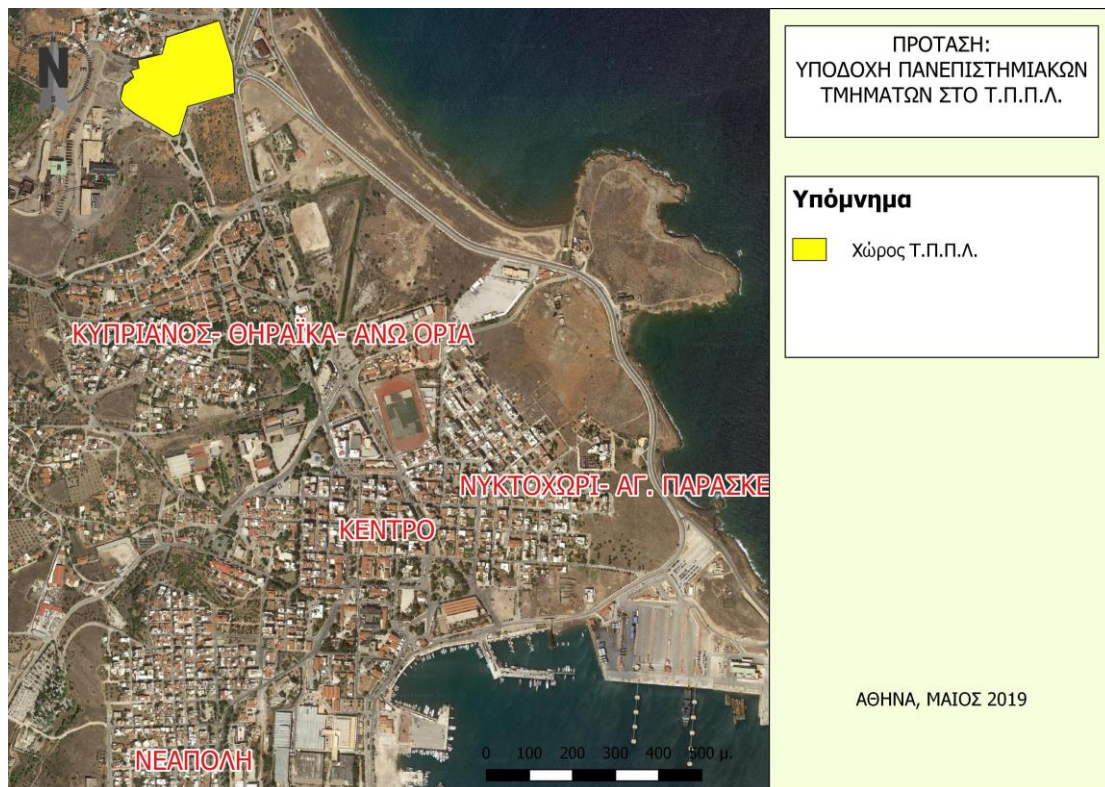 N
ΠΡΟΤΑΣΗ:
ΥΠΟΔΟΧΗ ΠΑΝΕΠΙΣΤΗΜΙΑΚΩΝ
ΤΜΗΜΑΤΩΝ ΣΤΟ Τ.Π.Π.Λ.
Υπόμνημα
Χώρος Τ.Π.Π.Λ.
ΚΥΠΡΙΑΝΟΣ- ΘΗΡΑΪΚΑ- ΑΝΩ ΟΡΙΑ
ΝΥΚΤΟΧΩΡΙ- ΑΓ. ΠΑΡΑΣΚΕ
ΚΕΝΤΡΟ
ΝΕΑΠΟΛΗ
0 100 200 300 400 500 μ.
ΑΘΗΝΑ, ΜΑΙΟΣ 2019